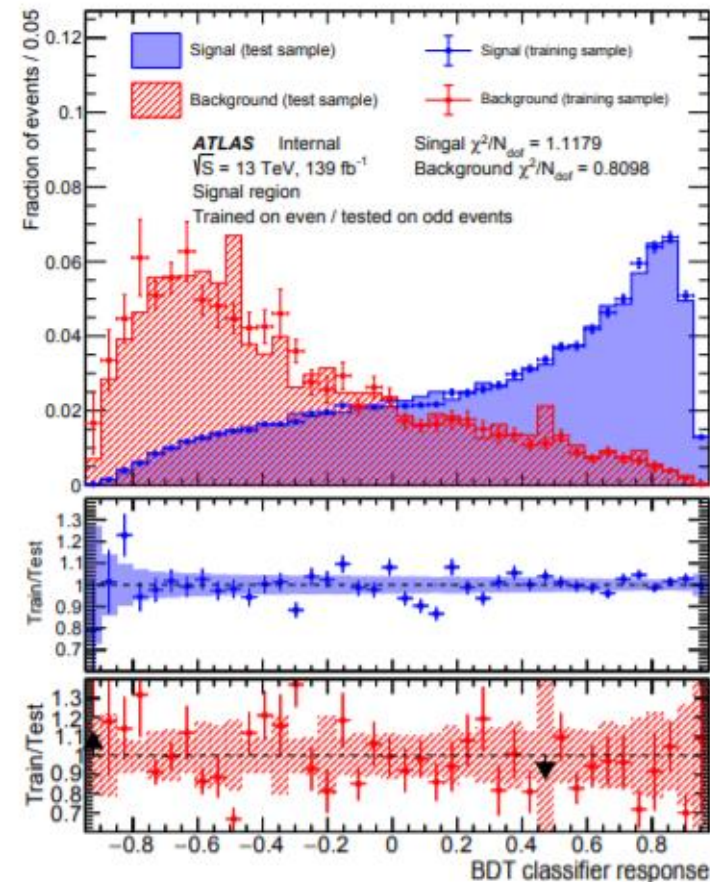 Fraction of events / 0.05
0.12
0.1
0.08
0.06
0.04
0.02
0
Signal (test sample)
Signal (training sample)
Background (test sample)
Background (training sample)
ATLAS Internal
√S = 13 TeV, 139 fb⁻¹
Signal region
Trained on even / tested on odd events
Singal χ²/N_dof = 1.1179
Background χ²/N_dof = 0.8098
Train/Test
1.3
1.2
1.1
1
0.9
0.8
0.7
Train/Test
1.3
1.2
1.1
1
0.9
0.8
0.7
−0.8 −0.6 −0.4 −0.2 0 0.2 0.4 0.6 0.8
BDT classifier response